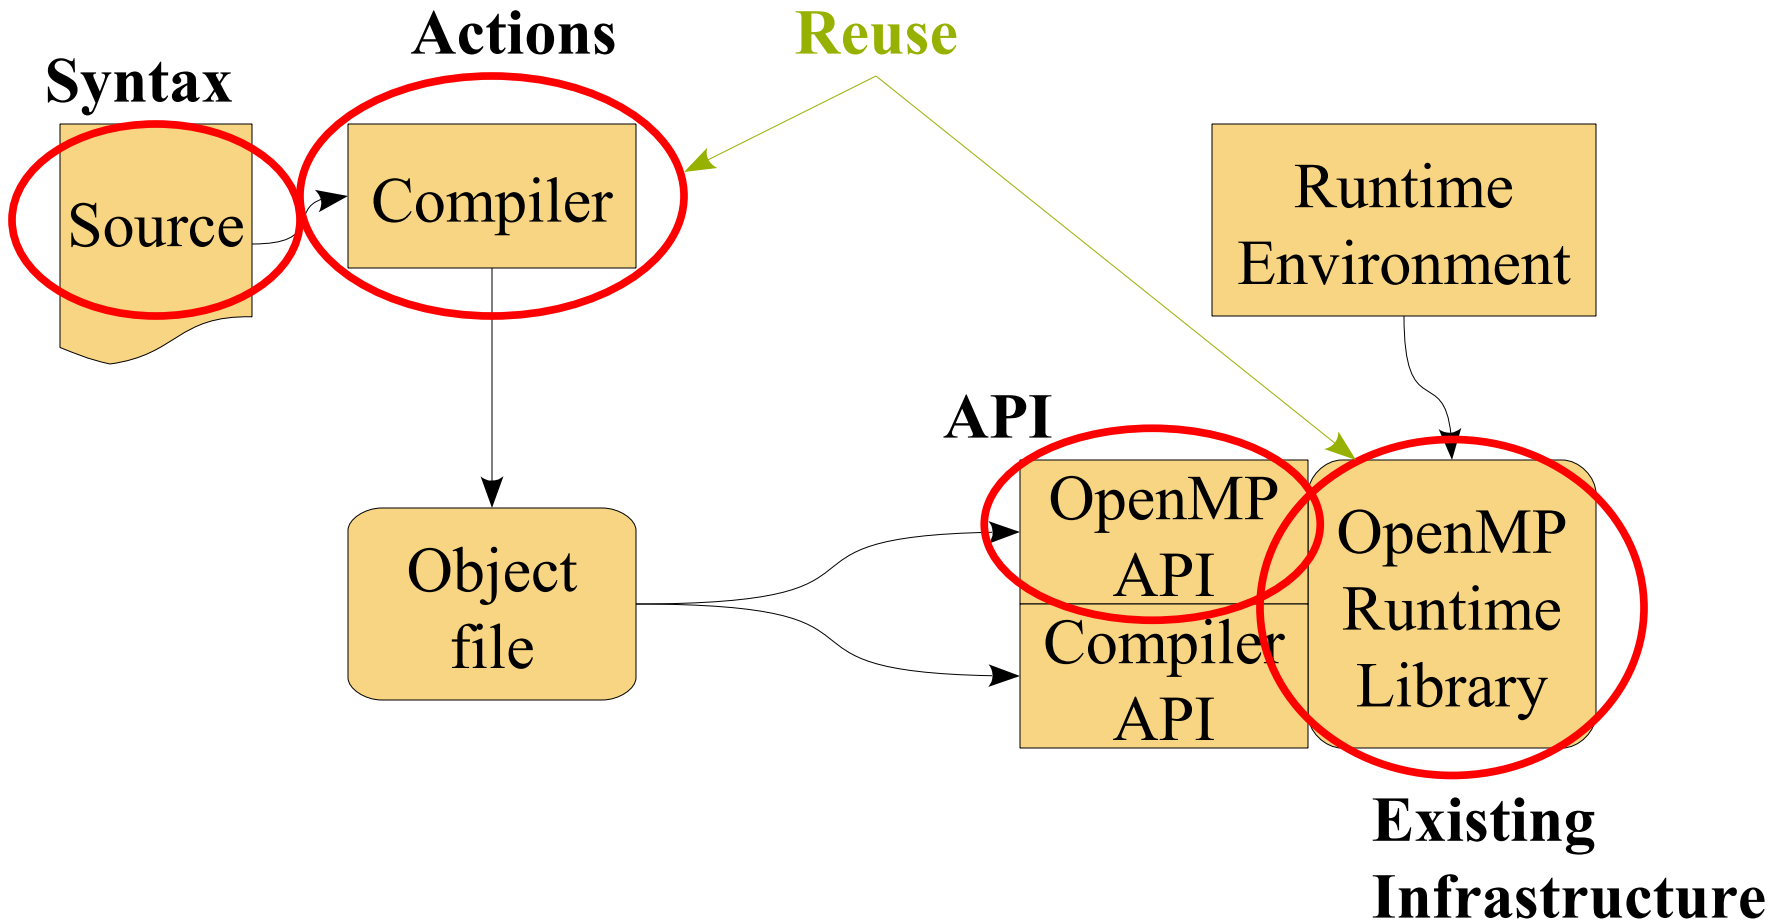 Actions
Reuse
Syntax
Source
Compiler
Runtime
Environment
API
OpenMP
API
Object
file
Compiler
API
OpenMP
Runtime
Library
Existing
Infrastructure